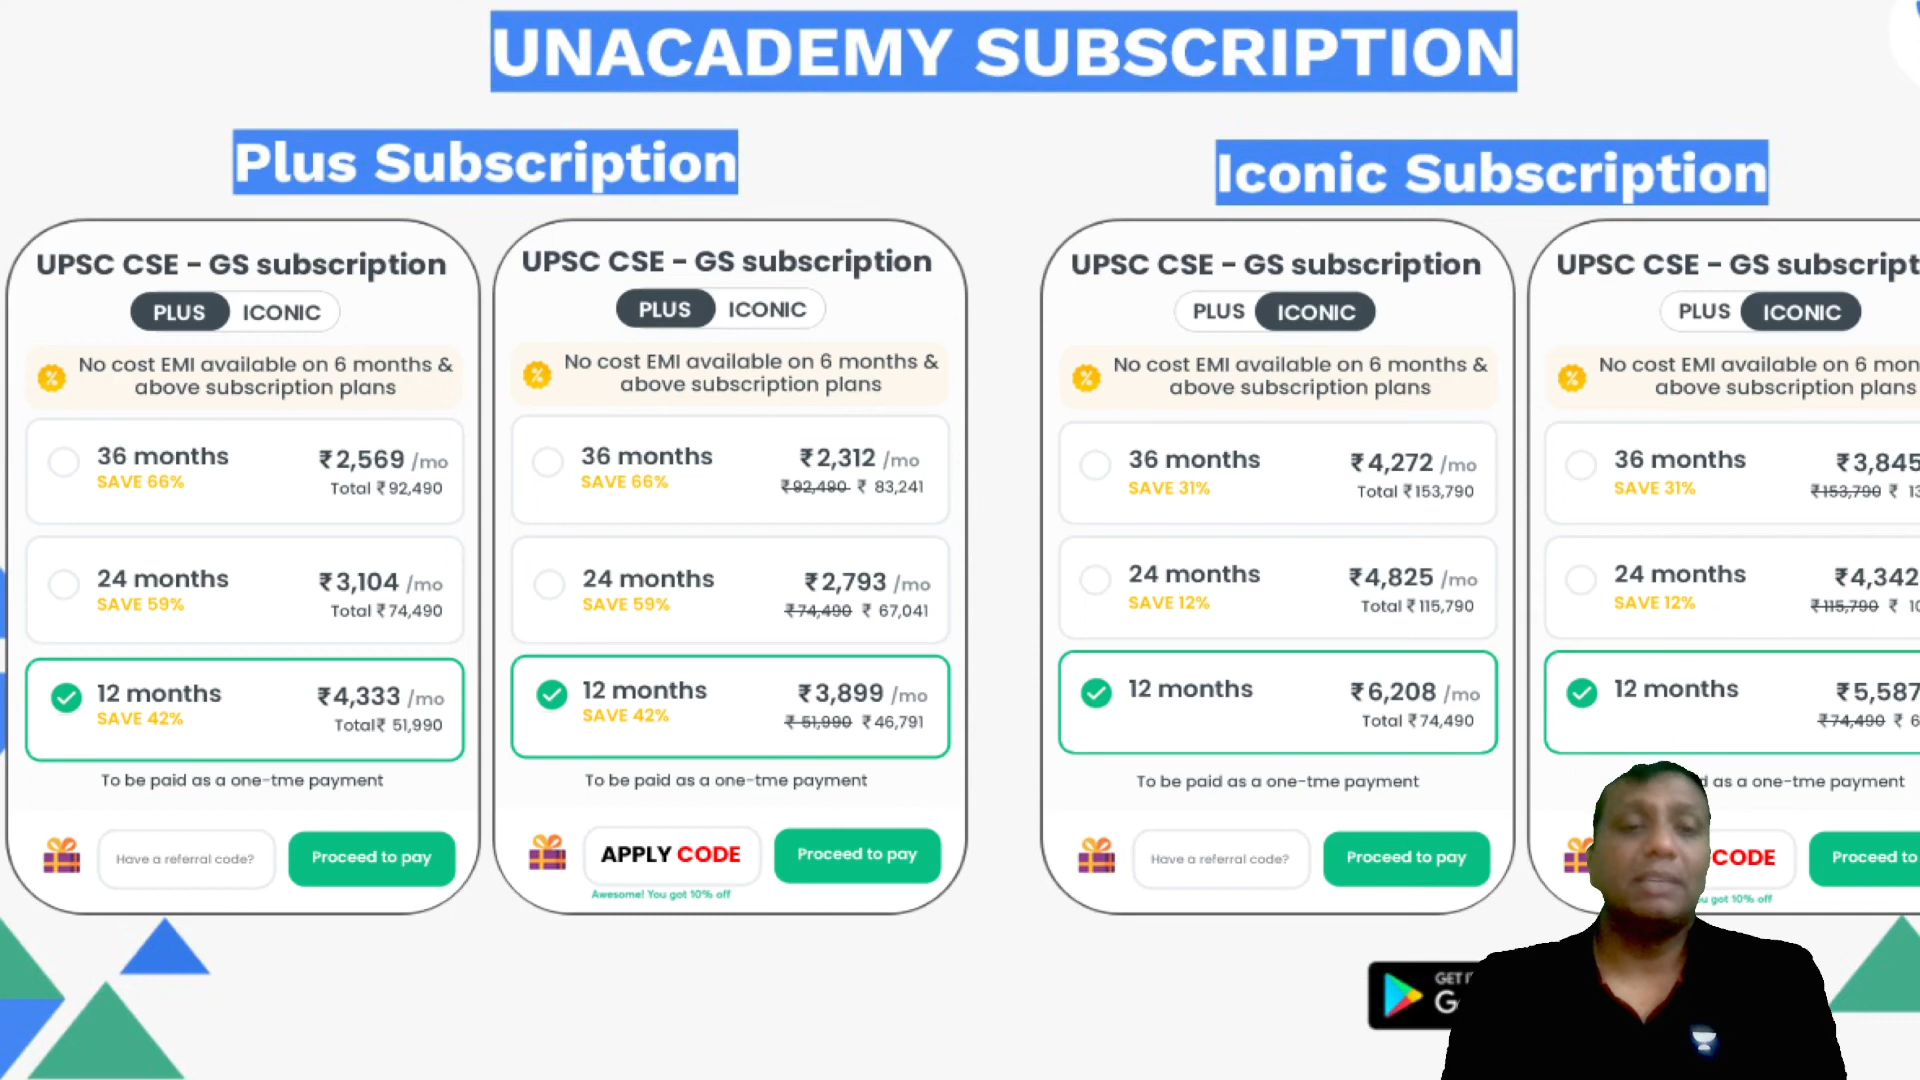 UNACADEMY SUBSCRIPTION
Plus Subscription
Iconic Subscription
UPSC CSE - GS subscription
PLUS ICONIC
No cost EMI available on 6 months &
above subscription plans
36 months ₹2,569 /mo
SAVE 66% Total ₹92,490
24 months ₹3,104 /mo
SAVE 59% Total ₹74,490
12 months ₹4,333 /mo
SAVE 42% Total₹ 51,990
To be paid as a one-tme payment
Have a referral code? Proceed to pay
UPSC CSE - GS subscription
PLUS ICONIC
No cost EMI available on 6 months &
above subscription plans
36 months ₹2,312 /mo
SAVE 66% ₹92,490 ₹ 83,241
24 months ₹2,793 /mo
SAVE 59% ₹74,490 ₹ 67,041
12 months ₹3,899 /mo
SAVE 42% ₹ 51,990 ₹46,791
To be paid as a one-tme payment
APPLY CODE Proceed to pay
Awesome! You got 10% off
UPSC CSE - GS subscription
PLUS ICONIC
No cost EMI available on 6 months &
above subscription plans
36 months ₹4,272 /mo
SAVE 31% Total ₹153,790
24 months ₹4,825 /mo
SAVE 12% Total ₹115,790
12 months ₹6,208 /mo
Total ₹74,490
To be paid as a one-tme payment
Have a referral code? Proceed to pay
UPSC CSE - GS
PLUS ICONIC
No cost EMI available on 6
above subscription plans
36 months ₹3,845
SAVE 31% ₹153,790 ₹
24 months ₹4,342
SAVE 12% ₹115,790 ₹
12 months ₹5,587
₹74,490 ₹
as a one-tme payment
CODE Proceed to
got 10% off
GET